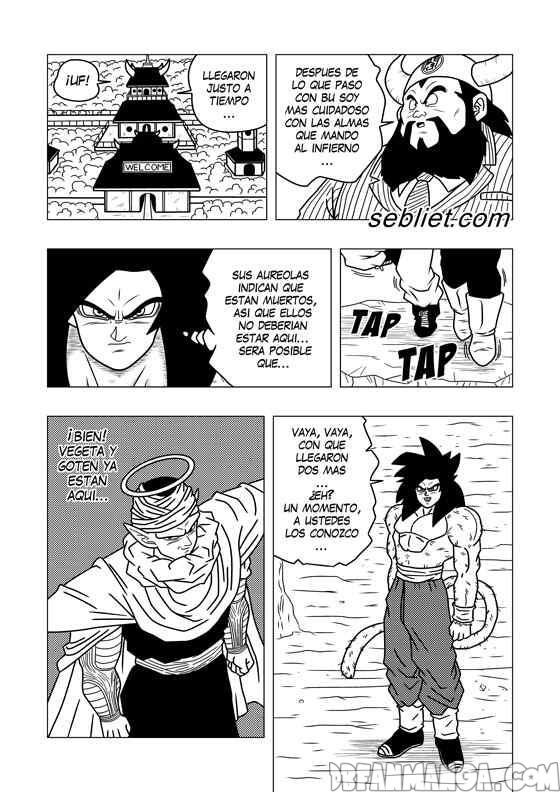 ¡UF!
LLEGARON
JUSTO A
TIEMPO
...
WELCOME
DESPUES DE
LO QUE PASO
CON BU SOY
MAS CUIDADOSO
CON LAS ALMAS
QUE MANDO
AL INFIERNO
sebliet.com
SUS AUREOLAS
INDICAN QUE
ESTAN MUERTOS,
ASI QUE ELLOS
NO DEBERIAN
ESTAR AQUI...
SERA POSIBLE
QUE...
TAP
TAP
¡BIEN!
VEGETA Y
GOTEN YA
ESTAN
AQUI...
VAYA, VAYA,
CON QUE
LLEGARON
DOS MAS
...
¿EH?
UN MOMENTO,
A USTEDES
LOS CONOZCO
...
DBFANMANGA.COM